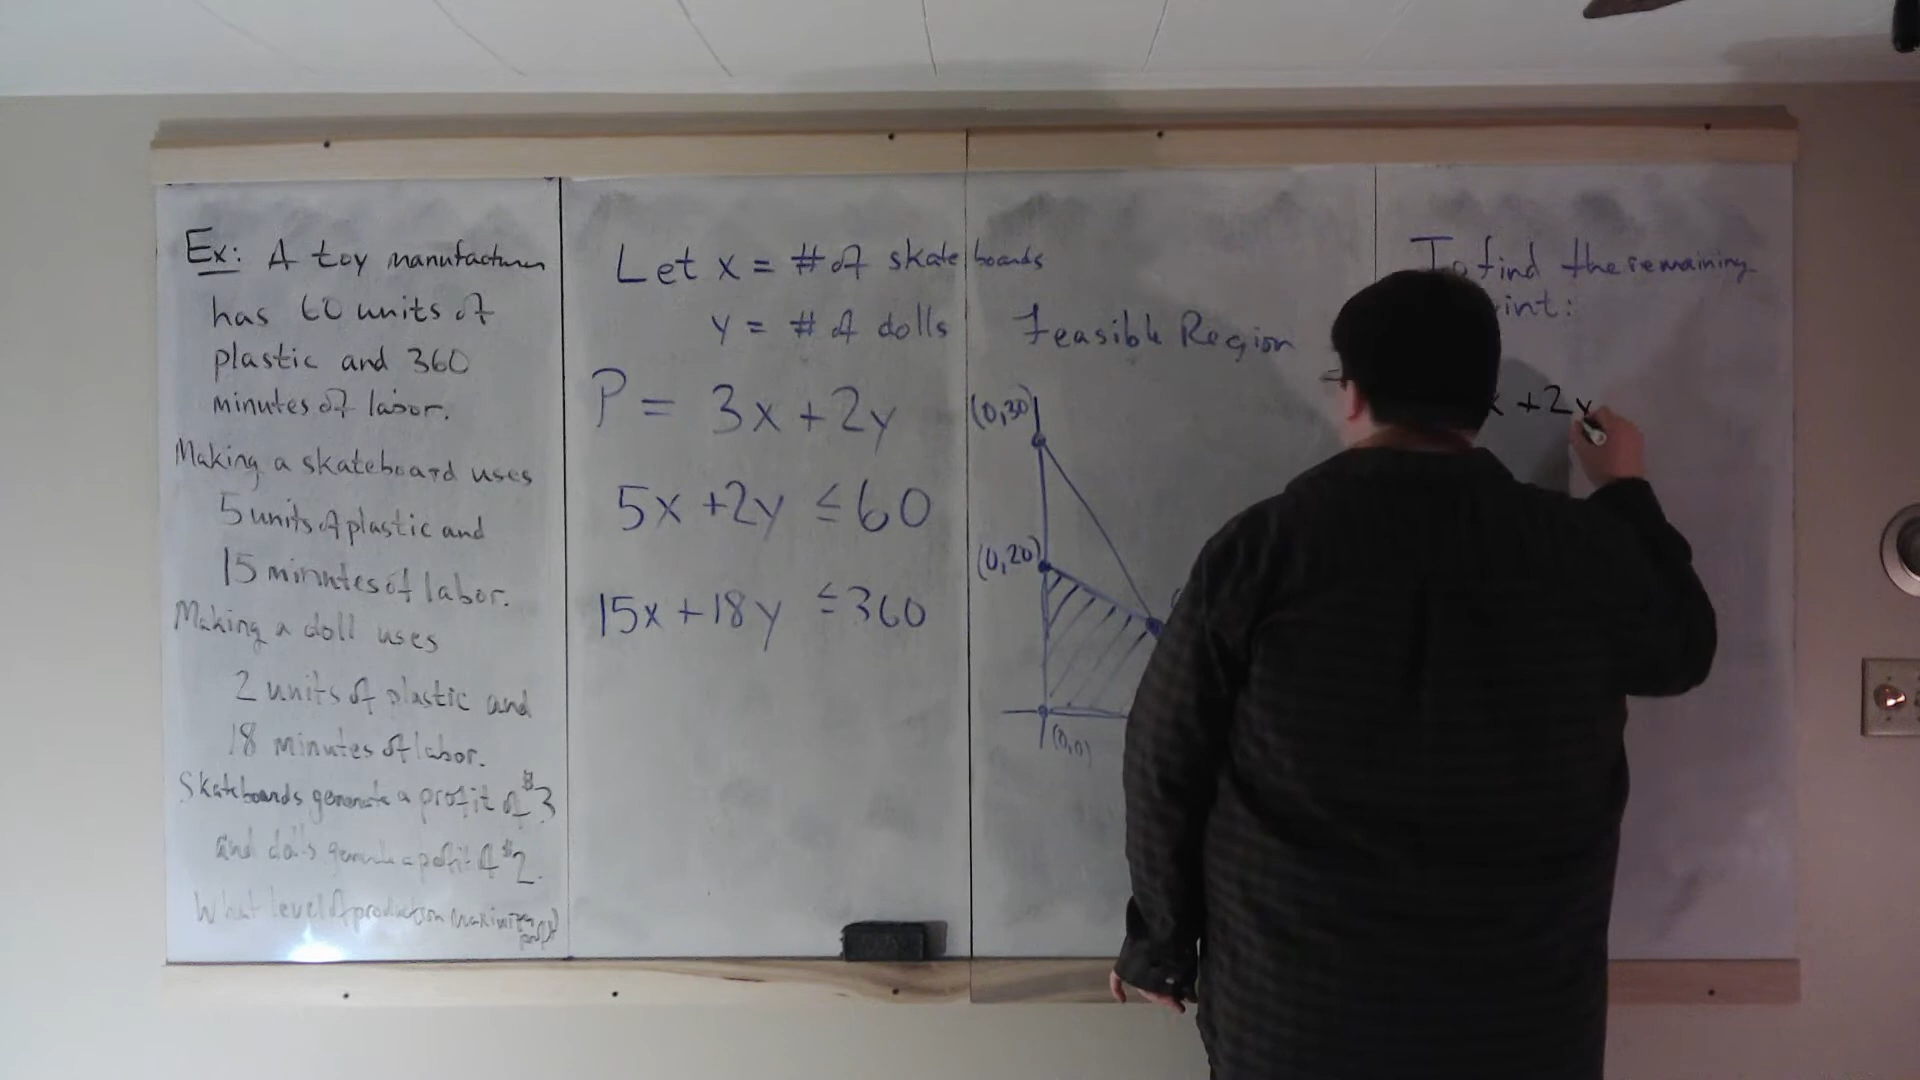 Ex: A toy manufacturer
has 60 units of
plastic and 360
minutes of labor.
Making a skateboard uses
5 units of plastic and
15 minutes of labor.
Making a doll uses
2 units of plastic and
18 minutes of labor.
Skateboards generate a profit of $3
and dolls generate a profit of $2.
What level of production maximizes profit?
Let x = # of skateboards
y = # of dolls
P = 3x + 2y
5x + 2y ≤ 60
15x + 18y ≤ 360
Feasible Region
(0,30)
(0,20)
(0,0)
To find the remaining
int:
x + 2y